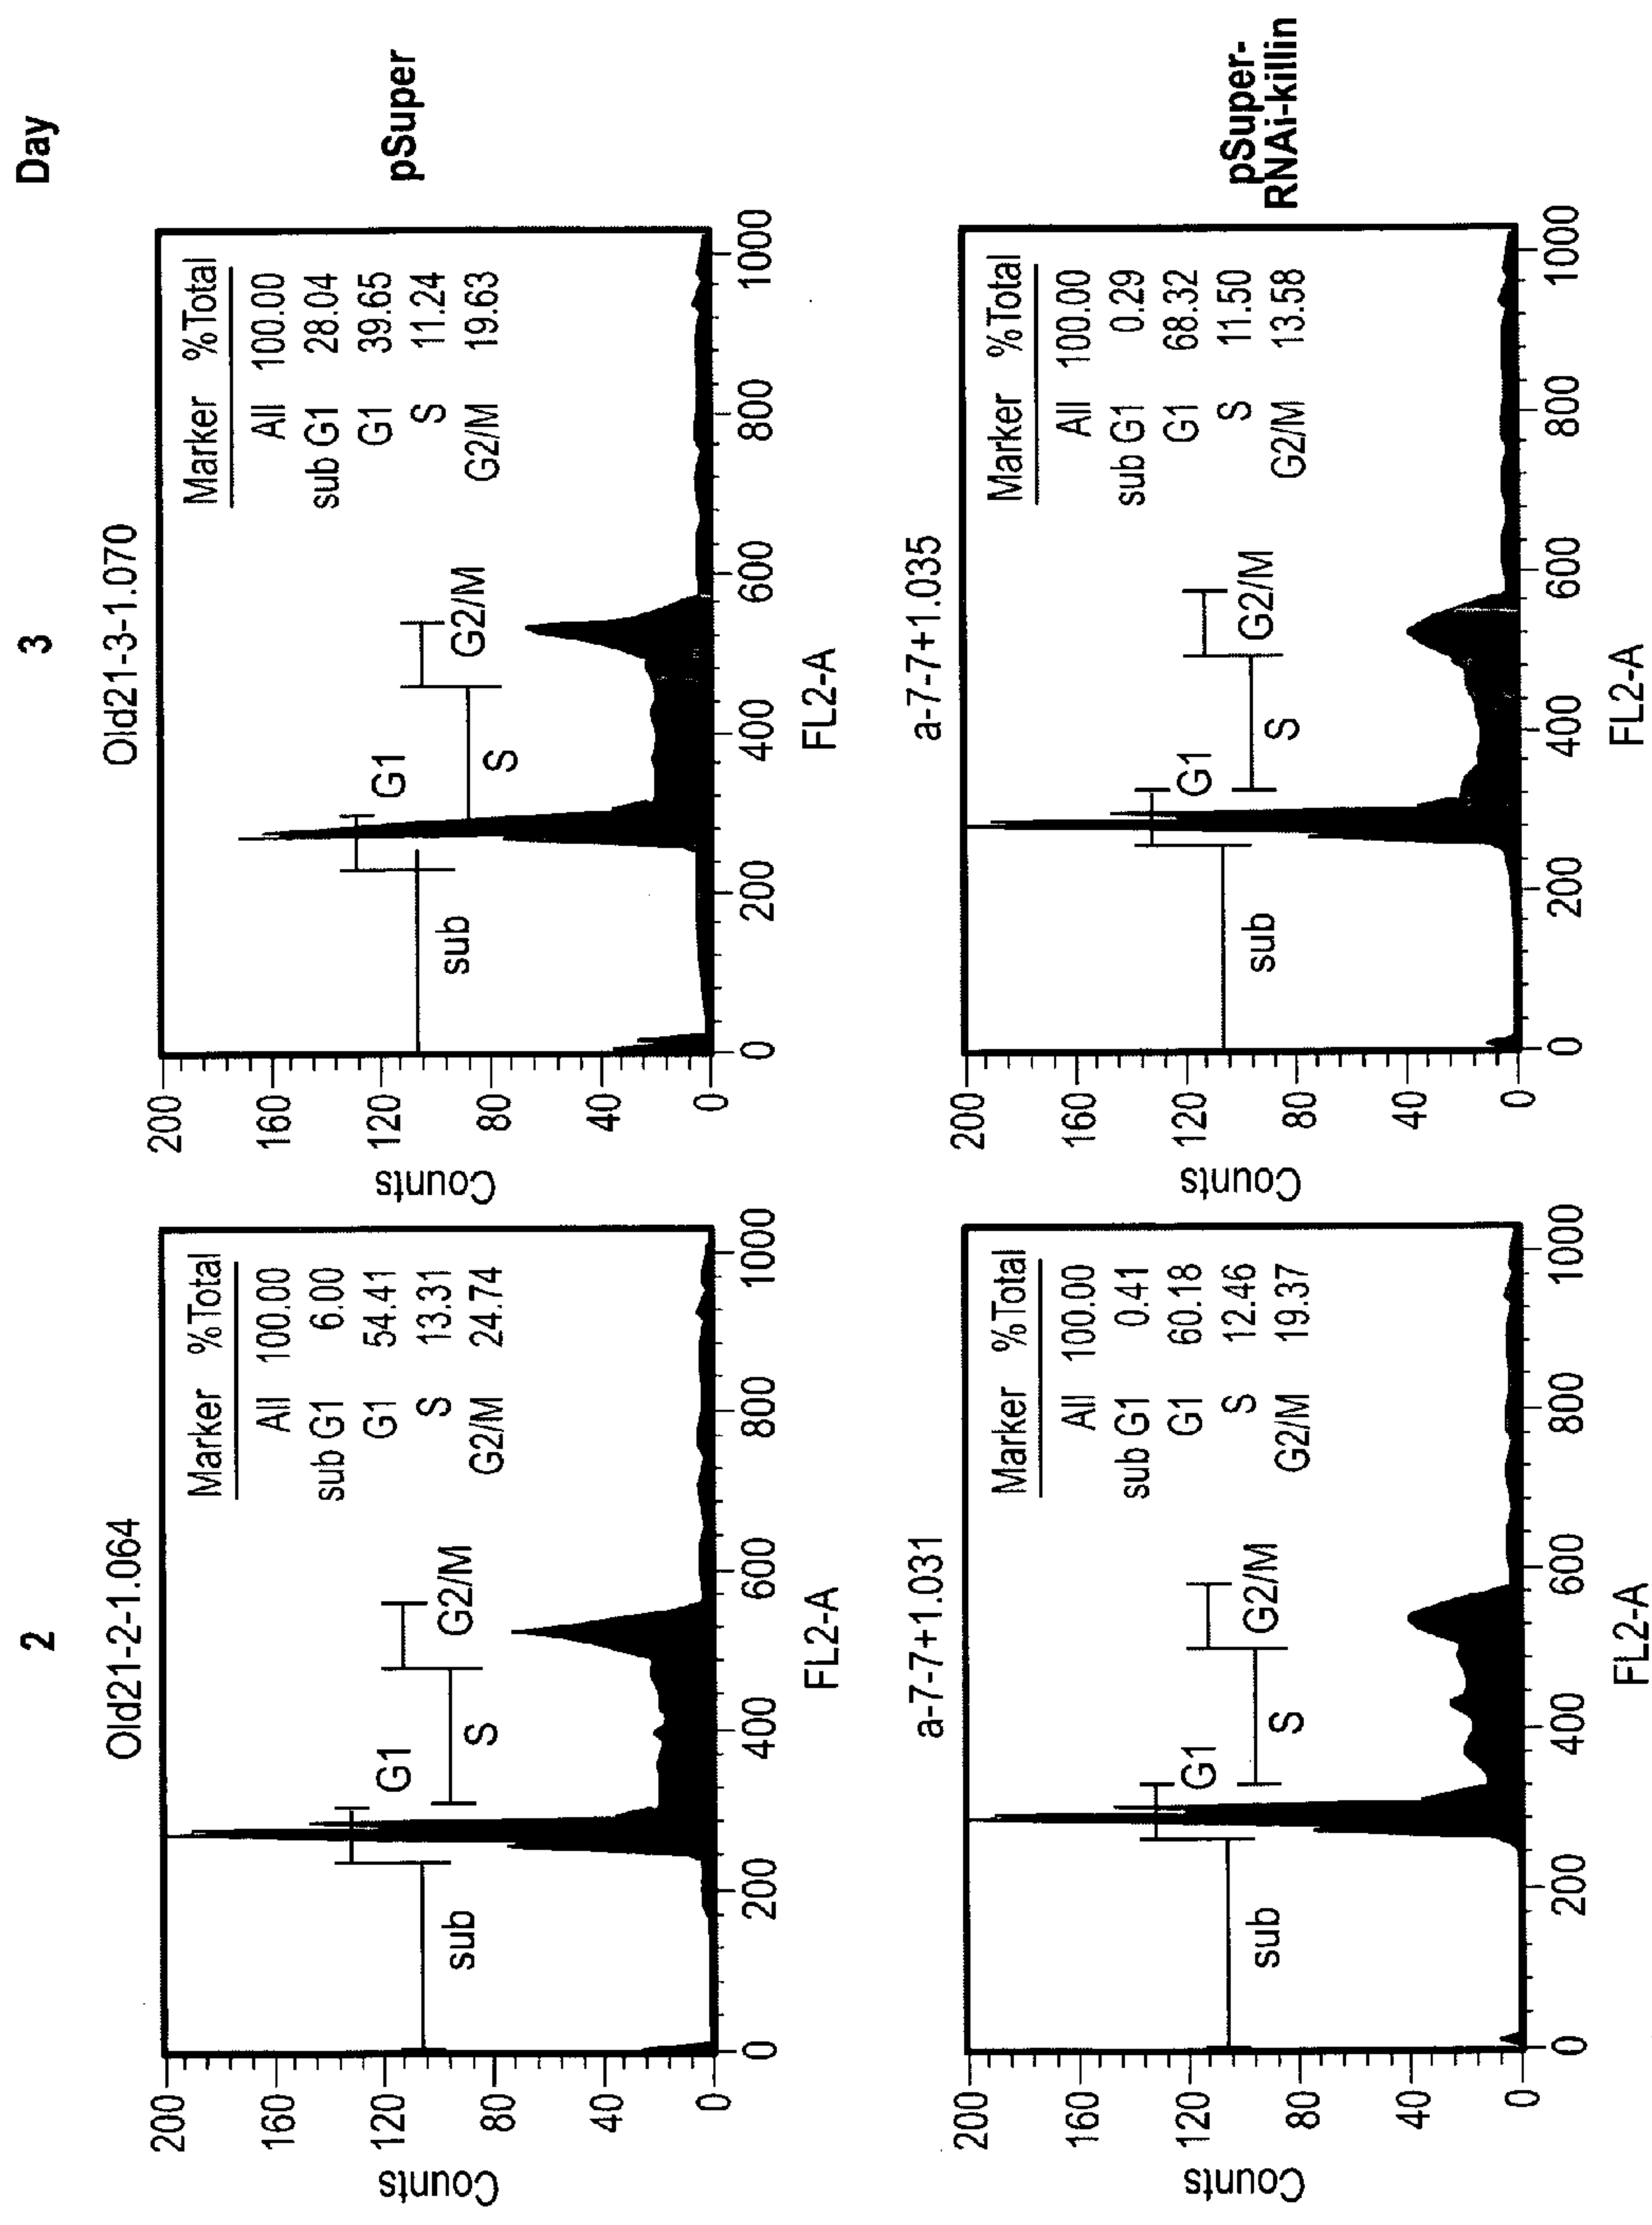 2 3 Day
Old21-2-1.064
Counts
200
160
120
80
40
0
Marker %Total
All 100.00
sub G1 6.00
G1 54.41
S 13.31
G2/M 24.74
G1
G2/M
S
sub
0 200 400 600 800 1000
FL2-A
Old21-3-1.070
Counts
200
160
120
80
40
0
Marker %Total
All 100.00
sub G1 28.04
G1 39.65
S 11.24
G2/M 19.63
G1
G2/M
S
sub
0 200 400 600 800 1000
FL2-A
pSuper
a-7-7+1.031
Counts
200
160
120
80
40
0
Marker %Total
All 100.00
sub G1 0.41
G1 60.18
S 12.46
G2/M 19.37
G1
G2/M
S
sub
0 200 400 600 800 1000
FL2-A
a-7-7+1.035
Counts
200
160
120
80
40
0
Marker %Total
All 100.00
sub G1 0.29
G1 68.32
S 11.50
G2/M 13.58
G1
G2/M
S
sub
0 200 400 600 800 1000
FL2-A
pSuper-
RNAi-killin